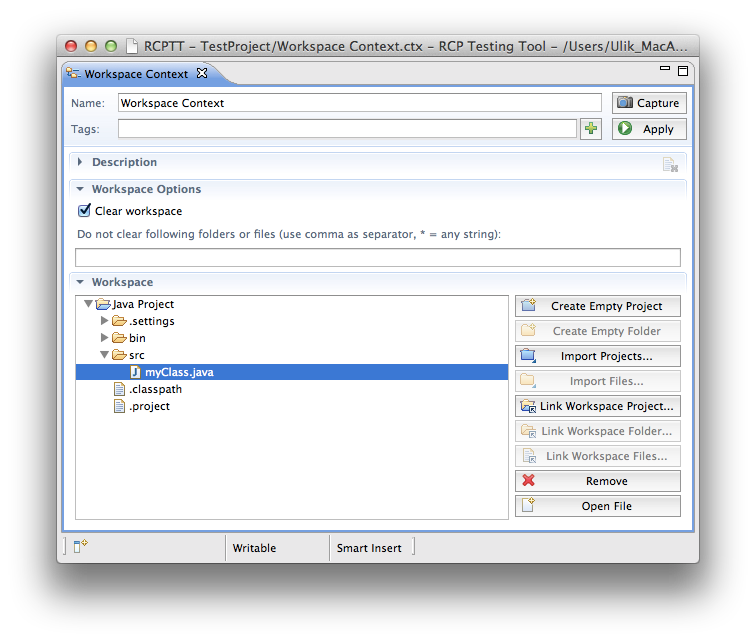 RCPTT – TestProject/Workspace Context.ctx – RCP Testing Tool – /Users/Ulik_MacA...
Workspace Context
Name: Workspace Context
Capture
Tags:
Apply
Description
Workspace Options
Clear workspace
Do not clear following folders or files (use comma as separator, * = any string):
Workspace
Java Project
.settings
bin
src
myClass.java
.classpath
.project
Create Empty Project
Create Empty Folder
Import Projects...
Import Files...
Link Workspace Project...
Link Workspace Folder...
Link Workspace Files...
Remove
Open File
Writable
Smart Insert